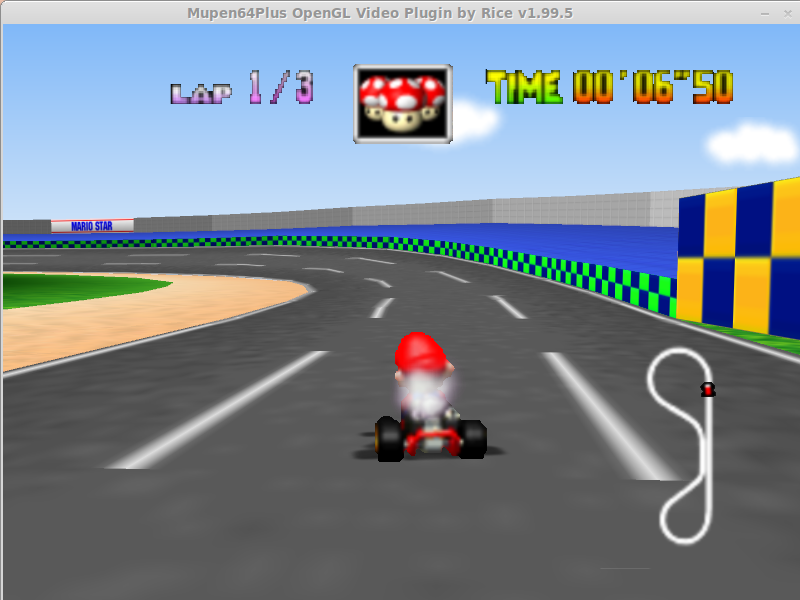 Mupen64Plus OpenGL Video Plugin by Rice v1.99.5
LAP 1/3
TIME 00'06"50
MARIO STAR